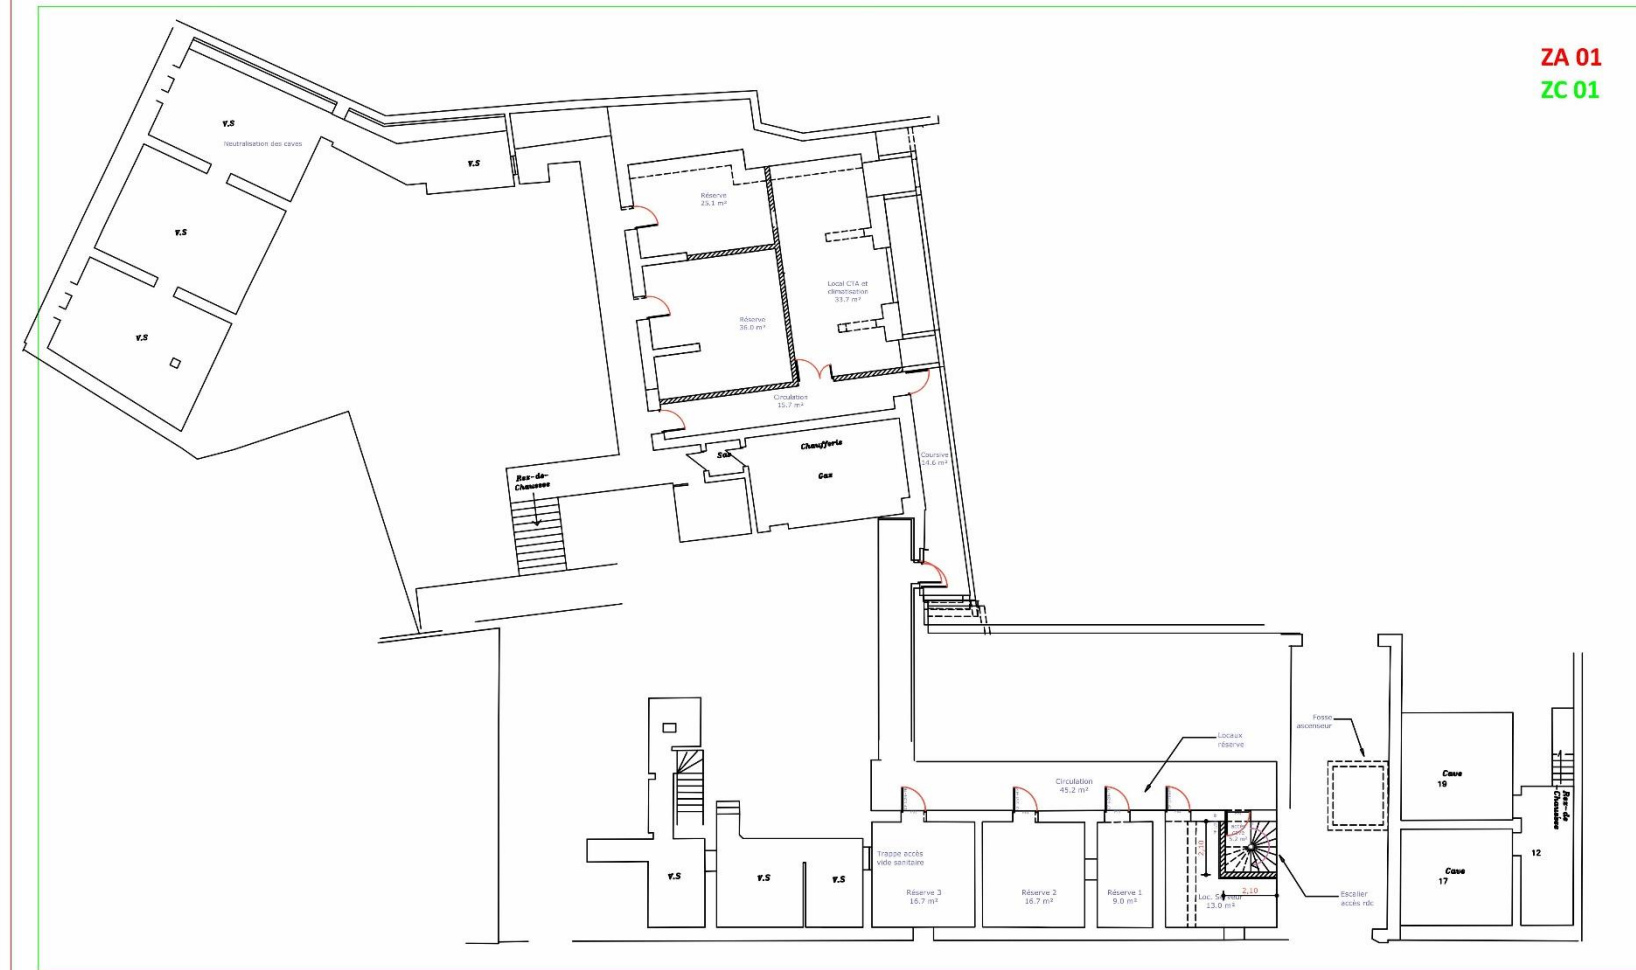 ZA 01
ZC 01
V.S
Neutralisation des caves
V.S
V.S
V.S
Réserve
25.1 m²
Local CTA et
climatisation
33.7 m²
Réserve
36.0 m²
Circulation
15.7 m²
Sas
Chaufferie
Gaz
Coursive
14.6 m²
Rez-de-
Chaussee
Fosse
ascenseur
Locaux
réserve
Circulation
45.2 m²
Cave
19
Rez-de
-Chaussee
12
Cave
17
Trappe accès
vide sanitaire
V.S
V.S
V.S
Réserve 3
16.7 m²
Réserve 2
16.7 m²
Réserve 1
9.0 m²
2,10
2,10
Loc.
13.0 m²
Escalier
accès rdc